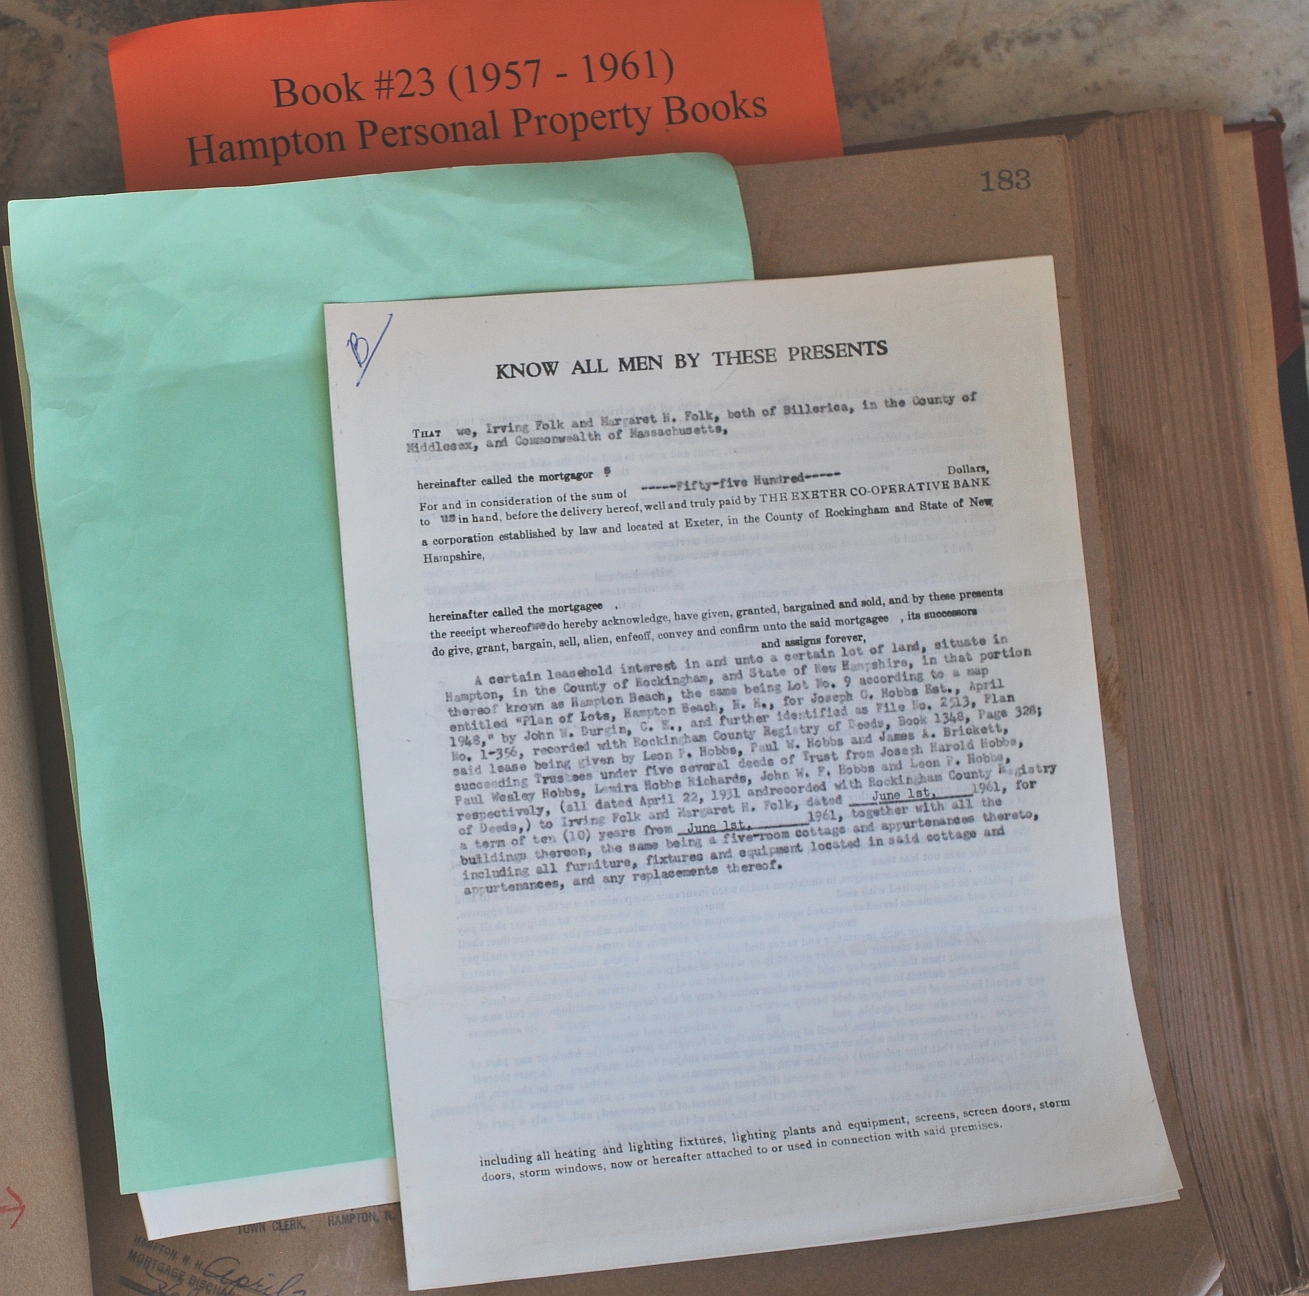 Book #23 (1957 - 1961)
Hampton Personal Property Books
183
B/
KNOW ALL MEN BY THESE PRESENTS
THAT we, Irving Folk and Margaret H. Folk, both of Billerica, in the County of
Middlesex, and Commonwealth of Massachusetts,
hereinafter called the mortgagor s
For and in consideration of the sum of -----Fifty-five Hundred----- Dollars,
to us in hand, before the delivery hereof, well and truly paid by THE EXETER CO-OPERATIVE BANK
a corporation established by law and located at Exeter, in the County of Rockingham and State of New
Hampshire,
hereinafter called the mortgagee ,
the receipt whereof we do hereby acknowledge, have given, granted, bargained and sold, and by these presents
do give, grant, bargain, sell, alien, enfeoff, convey and confirm unto the said mortgagee , its successors
and assigns forever,
A certain leasehold interest in and unto a certain lot of land, situate in
Hampton, in the County of Rockingham, and State of New Hampshire, in that portion
thereof known as Hampton Beach, the same being Lot No. 9 according to a map
entitled "Plan of Lots, Hampton Beach, N. H., for Joseph O. Hobbs Est., April
1948," by John W. Durgin, C. E., and further identified as File No. 2513, Plan
No. 1-356, recorded with Rockingham County Registry of Deeds, Book 1348, Page 328;
said lease being given by Leon P. Hobbs, Paul W. Hobbs and James A. Brickett,
succeeding Trustees under five several deeds of Trust from Joseph Harold Hobbs,
Paul Wesley Hobbs, Lemira Hobbs Richards, John W. F. Hobbs and Leon P. Hobbs,
respectively, (all dated April 22, 1931 andrecorded with Rockingham County Registry
of Deeds,) to Irving Folk and Margaret H. Folk, dated June 1st, 1961, for
a term of ten (10) years from June 1st, 1961, together with all the
buildings thereon, the same being a five-room cottage and appurtenances thereto,
including all furniture, fixtures and equipment located in said cottage and
appurtenances, and any replacements thereof.
including all heating and lighting fixtures, lighting plants and equipment, screens, screen doors, storm
doors, storm windows, now or hereafter attached to or used in connection with said premises.
TOWN CLERK, HAMPTON, N.
HAMPTON, N. H. April
MORTGAGE